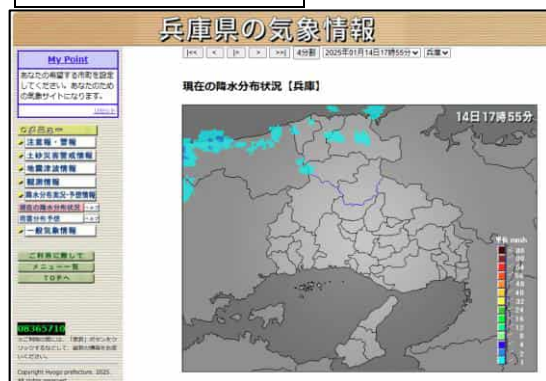 兵庫県の気象情報
|<< < |> > >>| 4分割 2025年01月14日17時55分 兵庫
My Point
あなたの希望する市町を設定
してください。あなたのため
の気象サイトになります。
現在の降水分布状況【兵庫】
14日17時55分
注意報・警報
土砂災害警戒情報
地震津波情報
観測情報
降水分布実況・予想情報
現在の降水分布状況
一般気象情報
ご利用に際して
メニュー一覧
TOPへ
08365710
Copyright Hyogo prefecture. 2025.
All rights reserved.